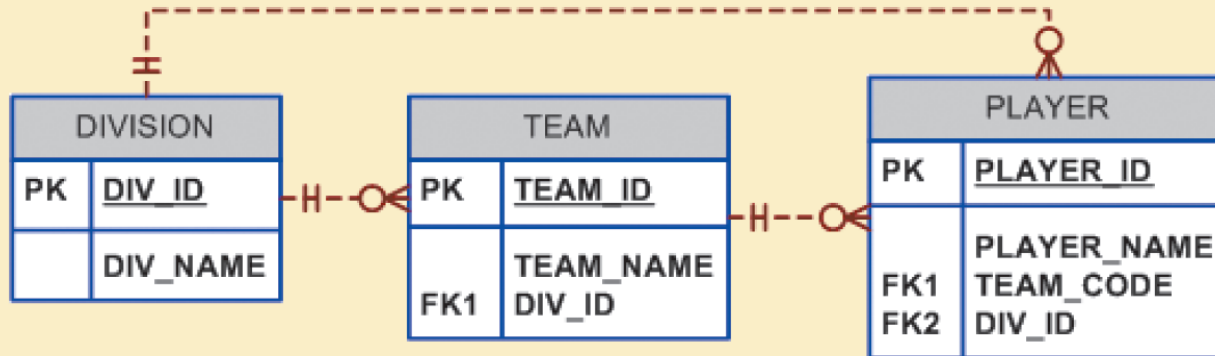 DIVISION
PK DIV_ID
DIV_NAME
TEAM
PK TEAM_ID
TEAM_NAME
FK1 DIV_ID
PLAYER
PK PLAYER_ID
PLAYER_NAME
FK1 TEAM_CODE
FK2 DIV_ID